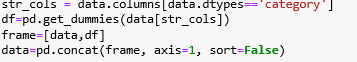 str_cols = data.columns[data.dtypes=='category']
df=pd.get_dummies(data[str_cols])
frame=[data,df]
data=pd.concat(frame, axis=1, sort=False)